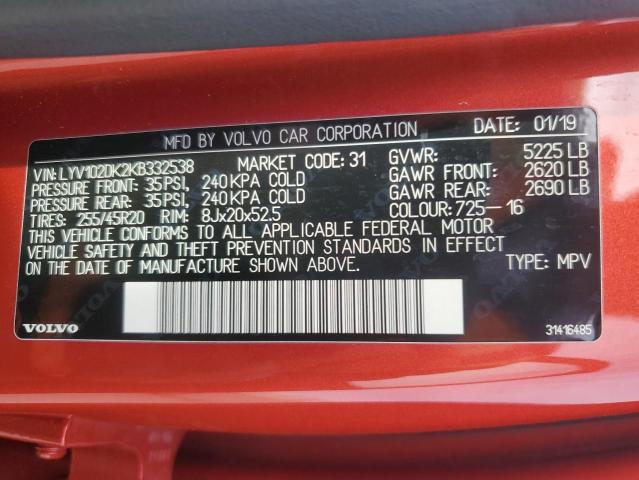 MFD BY VOLVO CAR CORPORATION DATE: 01/19
VIN: LYV102DK2KB332538 MARKET CODE: 31 GVWR: 5225 LB
PRESSURE FRONT: 35 PSI, 240 KPA COLD GAWR FRONT: 2620 LB
PRESSURE REAR: 35 PSI, 240 KPA COLD GAWR REAR: 2690 LB
TIRES: 255/45R20 RIM: 8Jx20x52.5 COLOUR: 725-16
THIS VEHICLE CONFORMS TO ALL APPLICABLE FEDERAL MOTOR
VEHICLE SAFETY AND THEFT PREVENTION STANDARDS IN EFFECT
ON THE DATE OF MANUFACTURE SHOWN ABOVE. TYPE: MPV
VOLVO 31416485